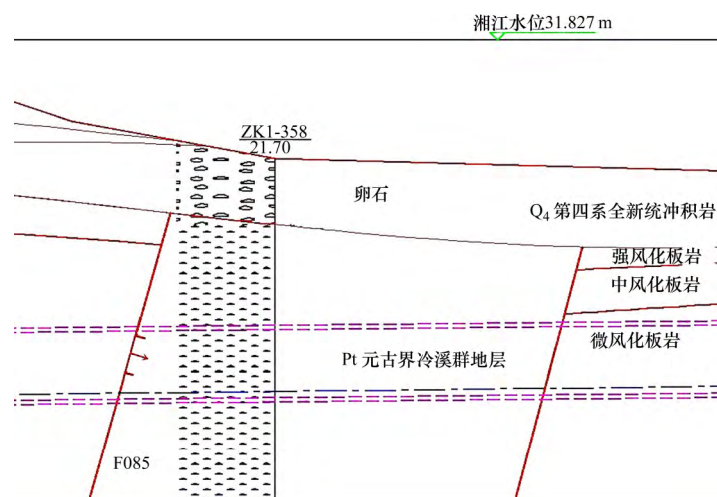 湘江水位31.827 m
ZK1-358
21.70
卵石
Q4 第四系全新统冲积岩
强风化板岩
中风化板岩
微风化板岩
Pt 元古界冷溪群地层
F085